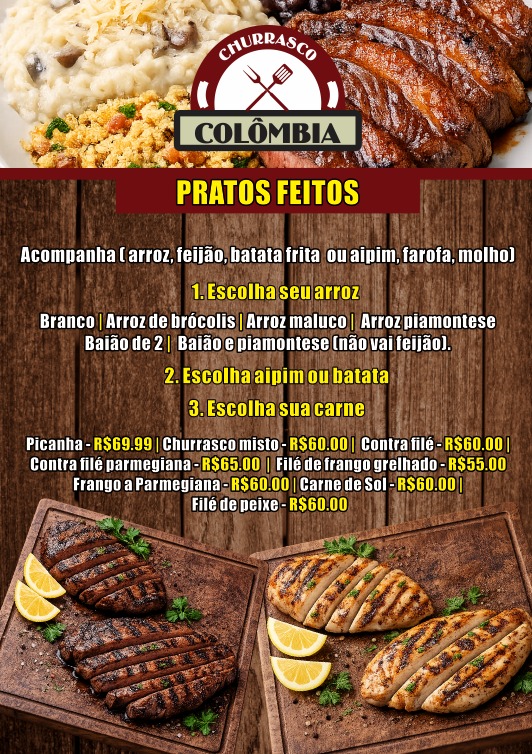 CHURRASCO
COLÔMBIA
PRATOS FEITOS
Acompanha ( arroz, feijão, batata frita ou aipim, farofa, molho)
1. Escolha seu arroz
Branco | Arroz de brócolis | Arroz maluco | Arroz piamontese
Baião de 2 | Baião e piamontese (não vai feijão).
2. Escolha aipim ou batata
3. Escolha sua carne
Picanha - R$69.99 | Churrasco misto - R$60.00 | Contra filé - R$60.00 |
Contra filé parmegiana - R$65.00 | Filé de frango grelhado - R$55.00
Frango a Parmegiana - R$60.00 | Carne de Sol - R$60.00 |
Filé de peixe - R$60.00